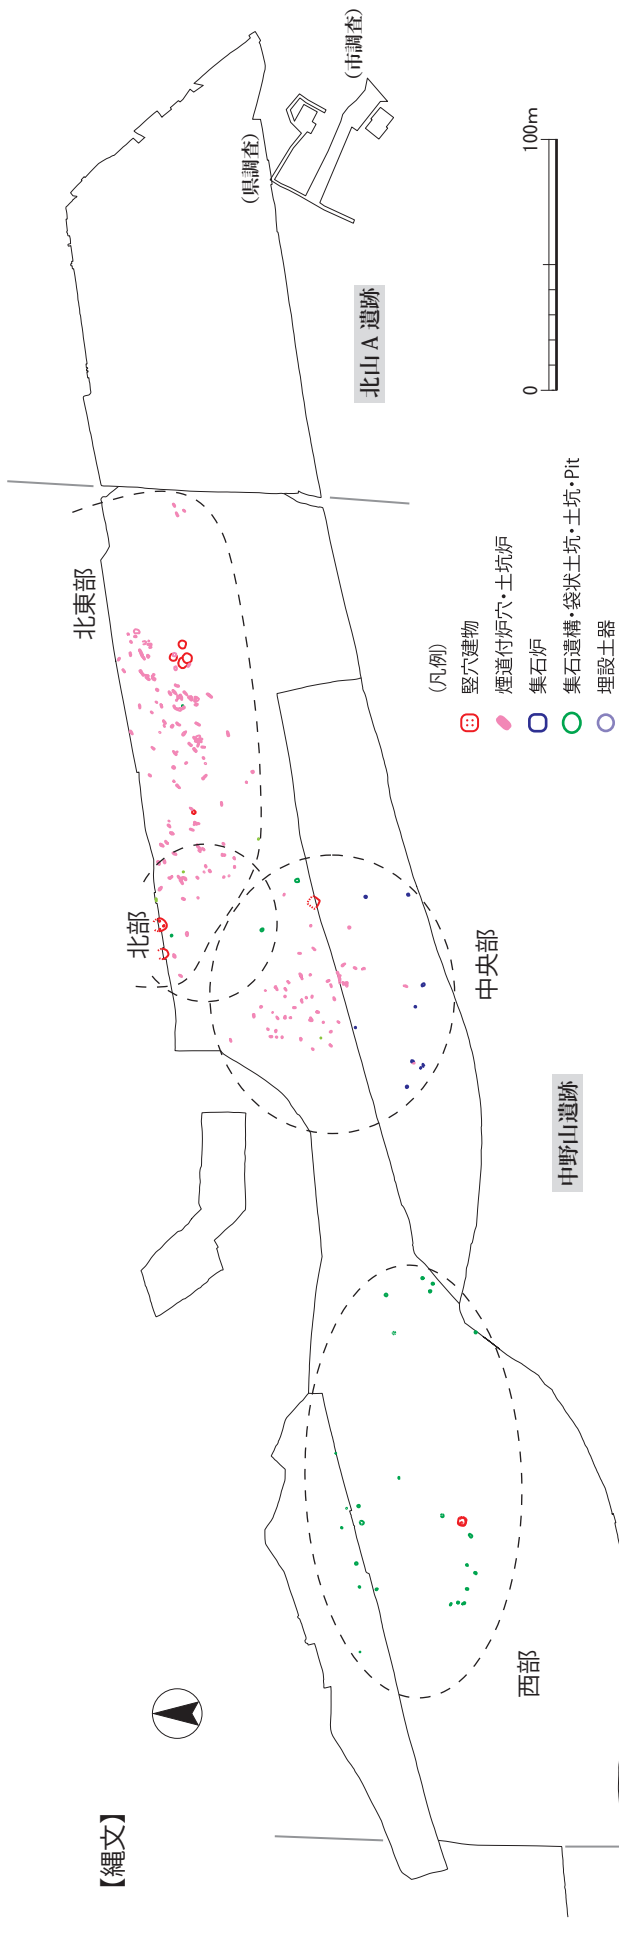 【縄文】
西部
中央部
北部
北東部
中野山遺跡
北山A遺跡
(県調査)
(市調査)
(凡例)
竪穴建物
煙道付炉穴・土坑炉
集石炉
集石遺構・袋状土坑・土坑・Pit
埋設土器
0
100m